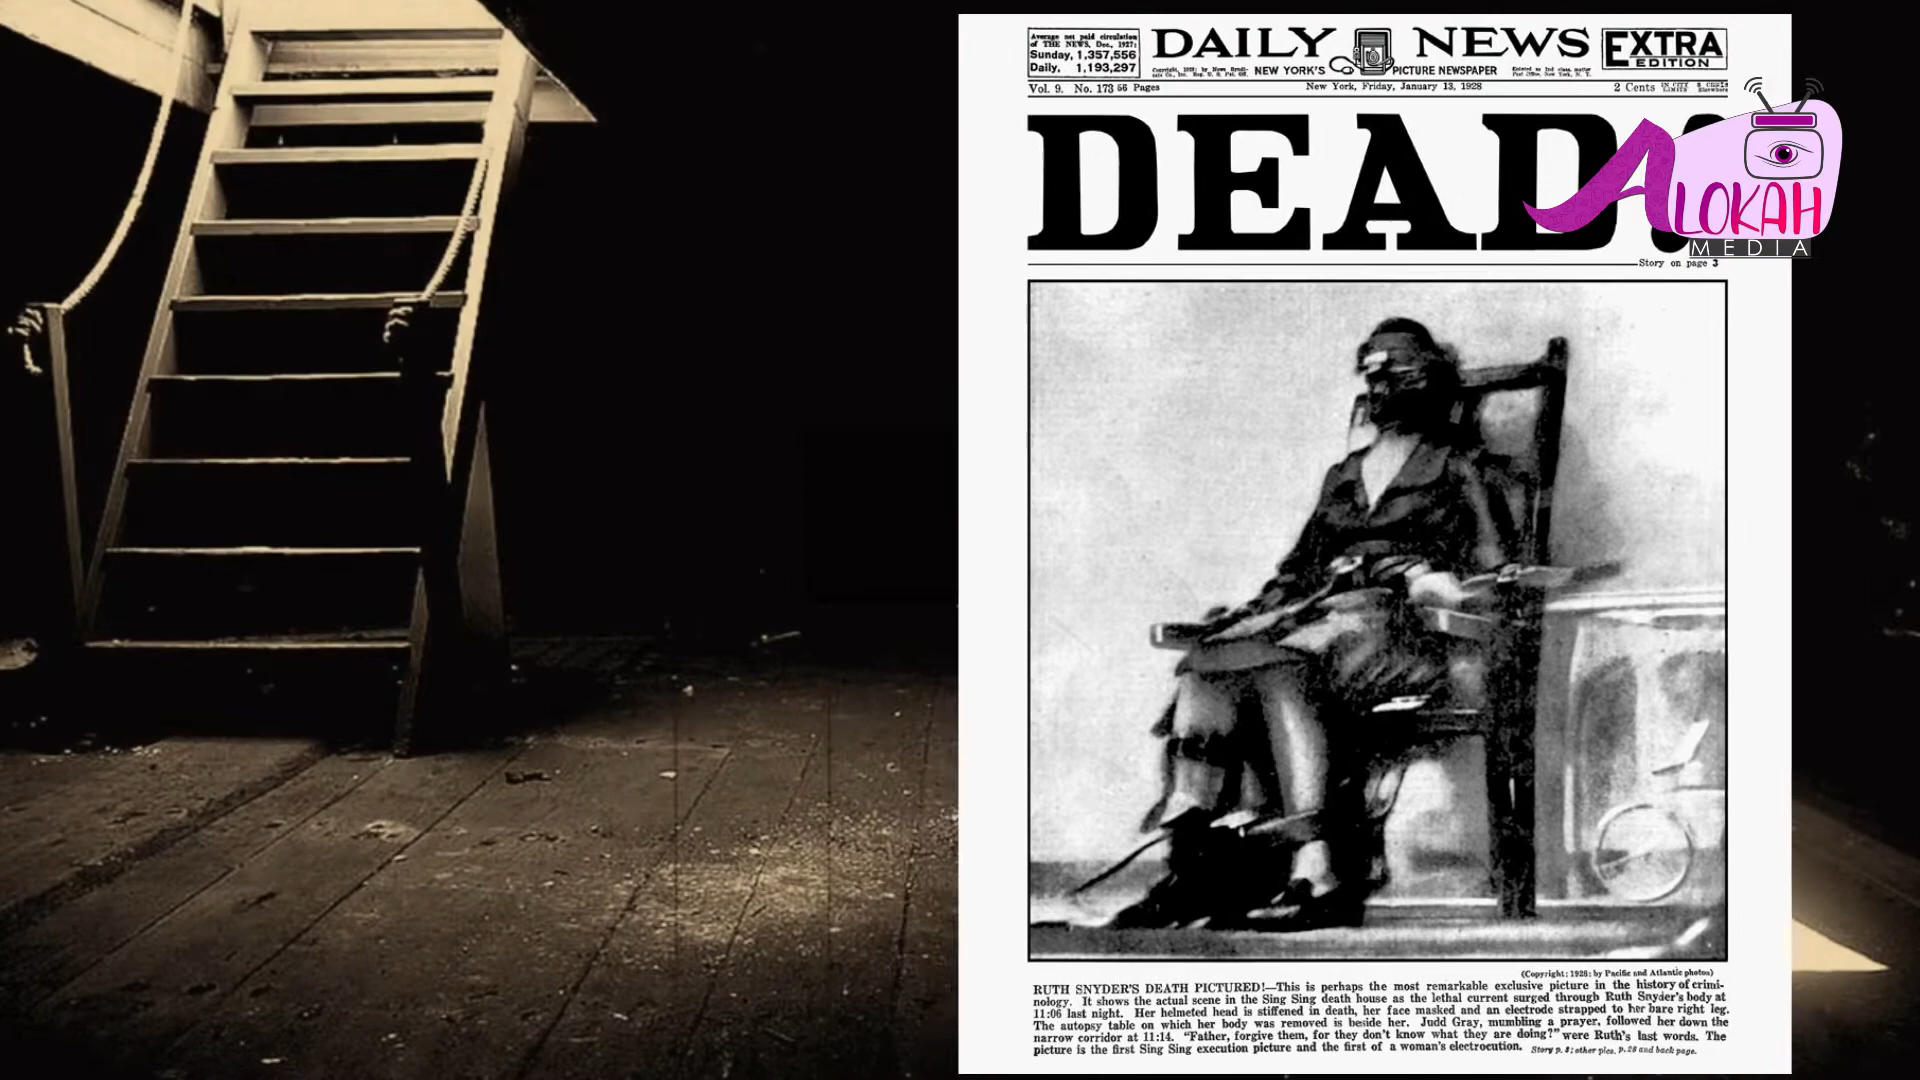 Average net paid circulation
of THE NEWS, Dec., 1927:
Sunday, 1,357,556
Daily, 1,193,297
DAILY NEWS
NEW YORK'S PICTURE NEWSPAPER
EXTRA
EDITION
Vol. 9. No. 173 56 Pages
New York, Friday, January 13, 1928
2 Cents
DEAD!
ALOKAH
MEDIA
Story on page 3
(Copyright: 1928: by Pacific and Atlantic photos)
RUTH SNYDER'S DEATH PICTURED!—This is perhaps the most remarkable exclusive picture in the history of crimi-
nology. It shows the actual scene in the Sing Sing death house as the lethal current surged through Ruth Snyder's body at
11:06 last night. Her helmeted head is stiffened in death, her face masked and an electrode strapped to her bare right leg.
The autopsy table on which her body was removed is beside her. Judd Gray, mumbling a prayer, followed her down the
narrow corridor at 11:14. "Father, forgive them, for they don't know what they are doing?" were Ruth's last words. The
picture is the first Sing Sing execution picture and the first of a woman's electrocution. Story p. 3; other pics. p. 28 and back page.